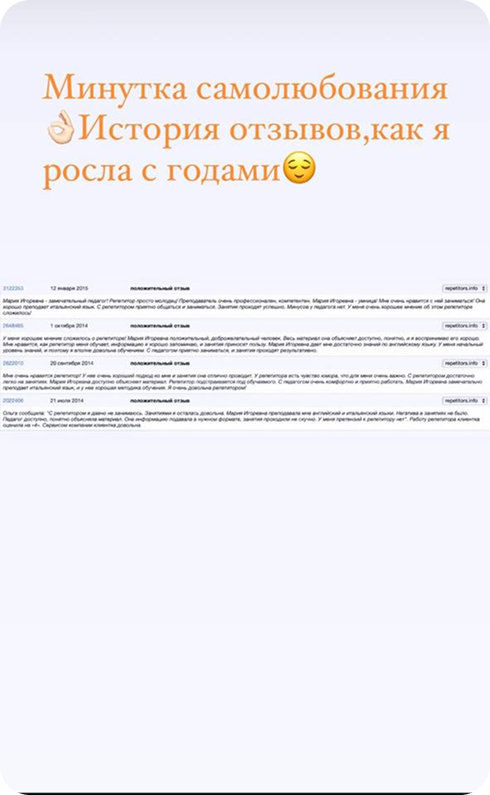 Минутка самолюбования
👌🏻История отзывов,как я
росла с годами😌
3122353 12 января 2015 положительный отзыв repetitors.info
Мария Игоревна - замечательный педагог! Репетитор просто молодец! Преподаватель очень профессионален, компетентен. Мария Игоревна - умница! Мне очень нравится с ней заниматься! Она
хорошо преподает итальянский язык. С репетитором приятно общаться и заниматься. Занятия проходят успешно. Минусов у педагога нет. У меня очень хорошее мнение об этом репетиторе
сложилось!
2648465 1 октября 2014 положительный отзыв repetitors.info
У меня хорошее мнение сложилось о репетиторе! Мария Игоревна положительный, доброжелательный человек. Весь материал она объясняет доступно, понятно, и я воспринимаю его хорошо.
Мне нравится, как репетитор меня обучает, информацию я хорошо запоминаю, и занятия приносят пользу. Мария Игоревна дает мне достаточно знаний по английскому языку. У меня начальный
уровень знаний, и поэтому я вполне довольна обучением. С педагогом приятно заниматься, и занятия проходят результативно.
2622013 20 сентября 2014 положительный отзыв repetitors.info
Мне очень нравится репетитор! У нее очень хороший подход ко мне и занятия она отлично проводит. У репетитора есть чувство юмора, что для меня очень важно. С репетитором достаточно
легко на занятиях. Мария Игоревна доступно объясняет материал. Репетитор подстраивается под обучаемого. С педагогом очень комфортно и приятно работать. Мария Игоревна замечательно
преподает итальянский язык, и у нее хорошая методика обучения. Я очень довольна репетитором!
2022408 21 июля 2014 положительный отзыв repetitors.info
Ольга сообщила: "С репетитором я давно не занимаюсь. Занятиями я осталась довольна. Мария Игоревна преподавала мне английский и итальянский языки. Негатива в занятиях не было.
Педагог доступно, понятно объясняла материал. Она информацию подавала в нужном формате, занятия проходили не скучно. У меня претензий к репетитору нет". Работу репетитора клиентка
оценила на «4». Сервисом компании клиентка довольна.